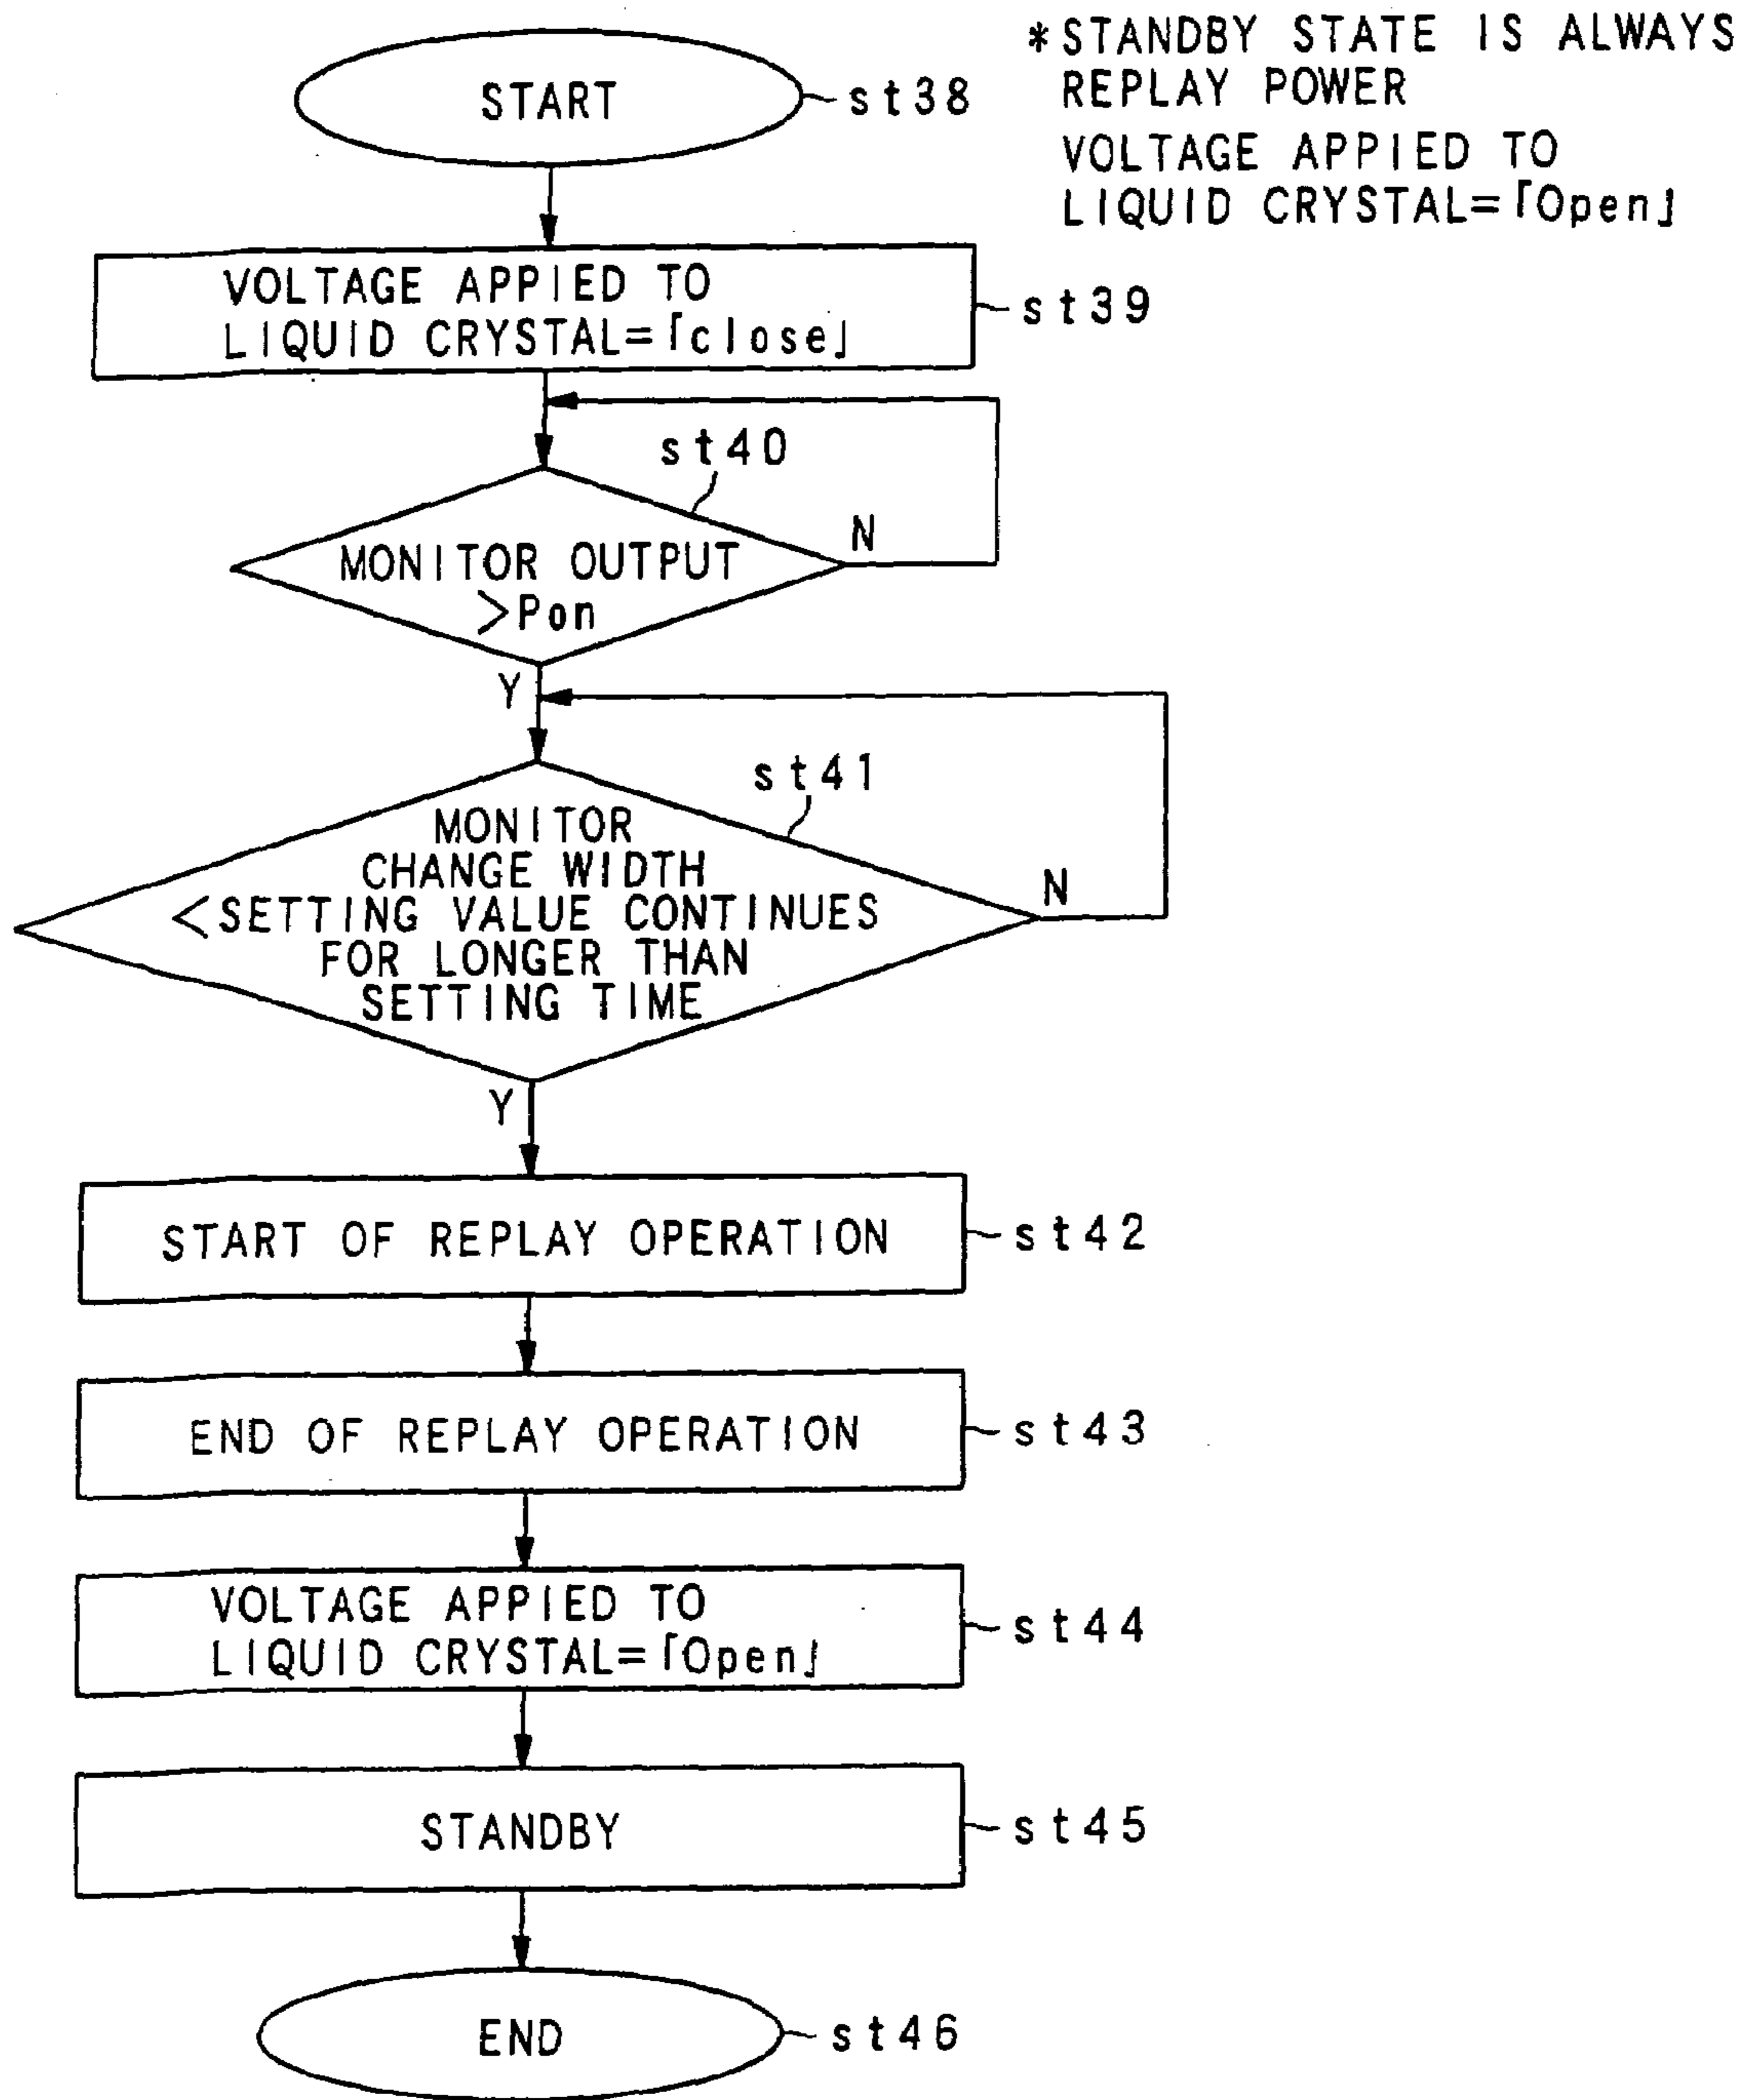 *STANDBY STATE IS ALWAYS
REPLAY POWER
VOLTAGE APPIED TO
LIQUID CRYSTAL=「Open」
START
st38
VOLTAGE APPIED TO
LIQUID CRYSTAL=「close」
st39
st40
MONITOR OUTPUT
>Pon
N
Y
st41
MONITOR
CHANGE WIDTH
<SETTING VALUE CONTINUES
FOR LONGER THAN
SETTING TIME
N
Y
START OF REPLAY OPERATION
st42
END OF REPLAY OPERATION
st43
VOLTAGE APPIED TO
LIQUID CRYSTAL=「Open」
st44
STANDBY
st45
END
st46